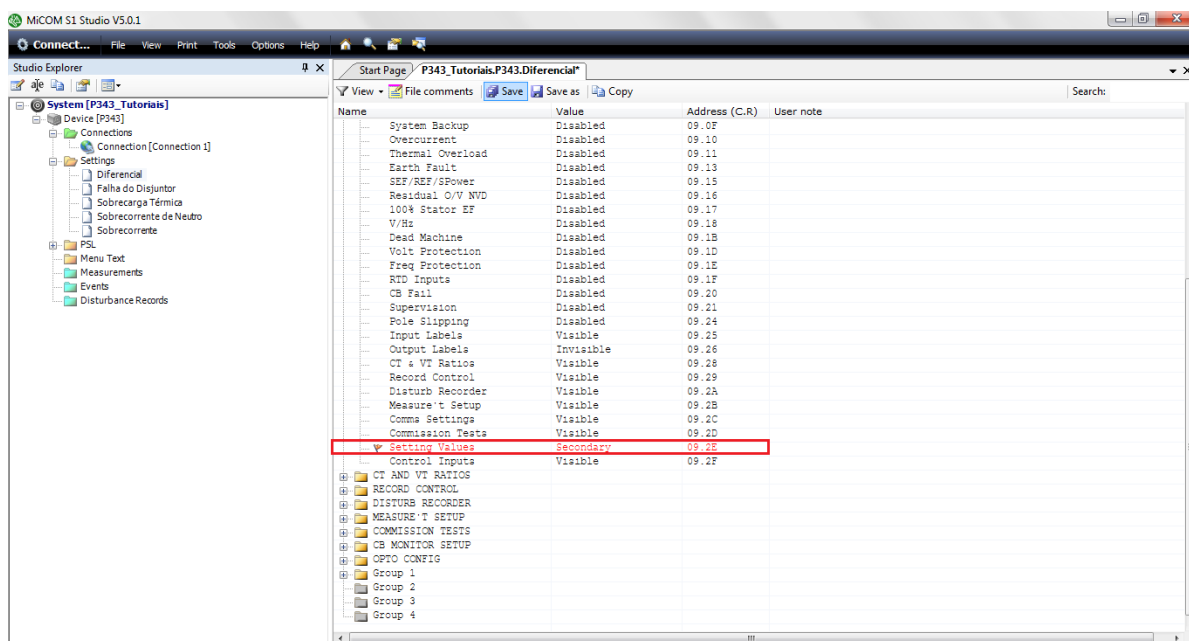 MiCOM S1 Studio V5.0.1
Connect... File View Print Tools Options Help
Studio Explorer
System [P343_Tutoriais]
Device [P343]
Connections
Connection [Connection 1]
Settings
Diferencial
Falha do Disjuntor
Sobrecarga Térmica
Sobrecorrente de Neutro
Sobrecorrente
PSL
Menu Text
Measurements
Events
Disturbance Records
Start Page P343_Tutoriais.P343.Diferencial*
View File comments Save Save as Copy Search:
Name Value Address (C.R) User note
System Backup Disabled 09.0F
Overcurrent Disabled 09.10
Thermal Overload Disabled 09.11
Earth Fault Disabled 09.13
SEF/REF/SPower Disabled 09.15
Residual O/V NVD Disabled 09.16
100% Stator EF Disabled 09.17
V/Hz Disabled 09.18
Dead Machine Disabled 09.1B
Volt Protection Disabled 09.1D
Freq Protection Disabled 09.1E
RTD Inputs Disabled 09.1F
CB Fail Disabled 09.20
Supervision Disabled 09.21
Pole Slipping Disabled 09.24
Input Labels Visible 09.25
Output Labels Invisible 09.26
CT & VT Ratios Visible 09.28
Record Control Visible 09.29
Disturb Recorder Visible 09.2A
Measure't Setup Visible 09.2B
Comms Settings Visible 09.2C
Commission Tests Visible 09.2D
Setting Values Secondary 09.2E
Control Inputs Visible 09.2F
CT AND VT RATIOS
RECORD CONTROL
DISTURB RECORDER
MEASURE'T SETUP
COMMISSION TESTS
CB MONITOR SETUP
OPTO CONFIG
Group 1
Group 2
Group 3
Group 4